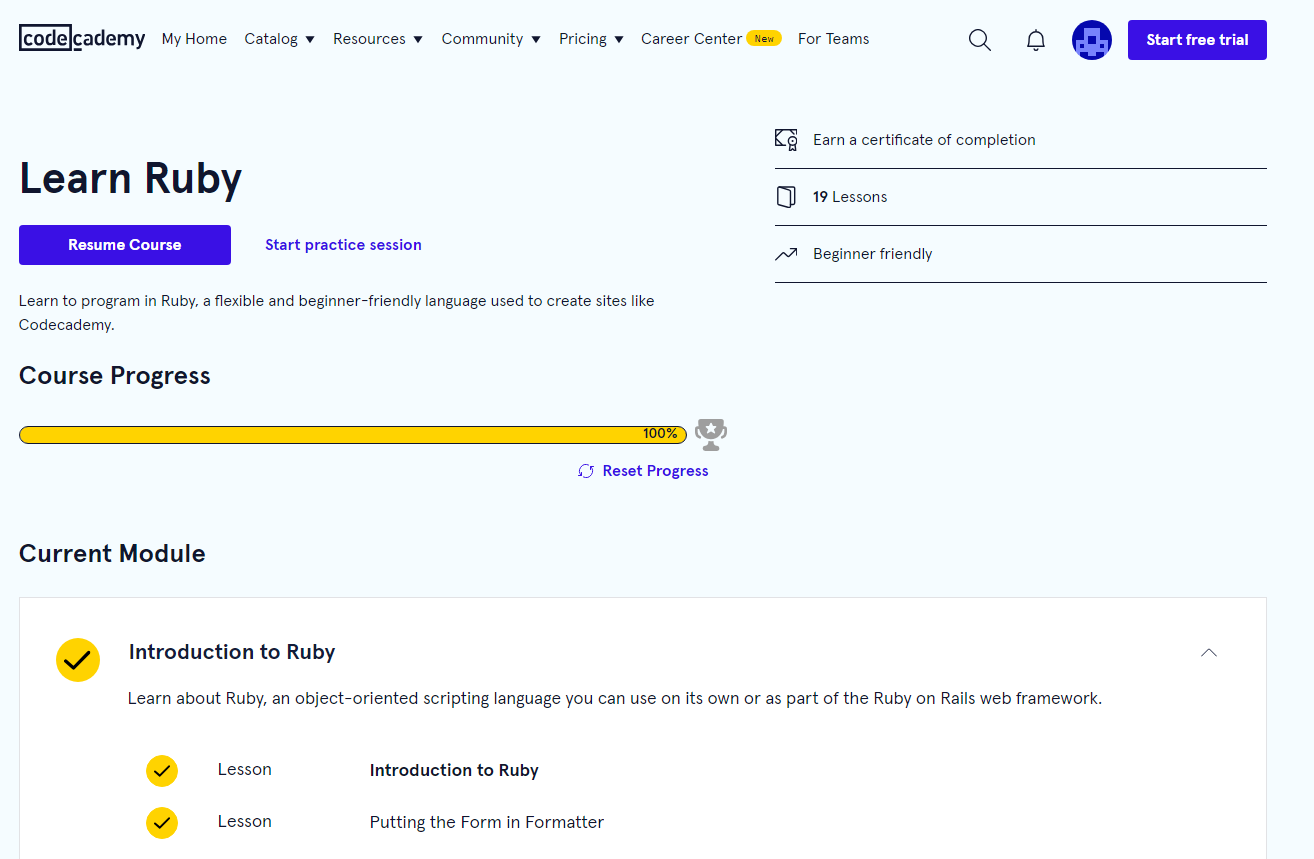 codecademy My Home Catalog Resources Community Pricing Career Center New For Teams Start free trial
Learn Ruby
Resume Course Start practice session
Learn to program in Ruby, a flexible and beginner-friendly language used to create sites like
Codecademy.
Earn a certificate of completion
19 Lessons
Beginner friendly
Course Progress
100%
Reset Progress
Current Module
Introduction to Ruby
Learn about Ruby, an object-oriented scripting language you can use on its own or as part of the Ruby on Rails web framework.
Lesson Introduction to Ruby
Lesson Putting the Form in Formatter